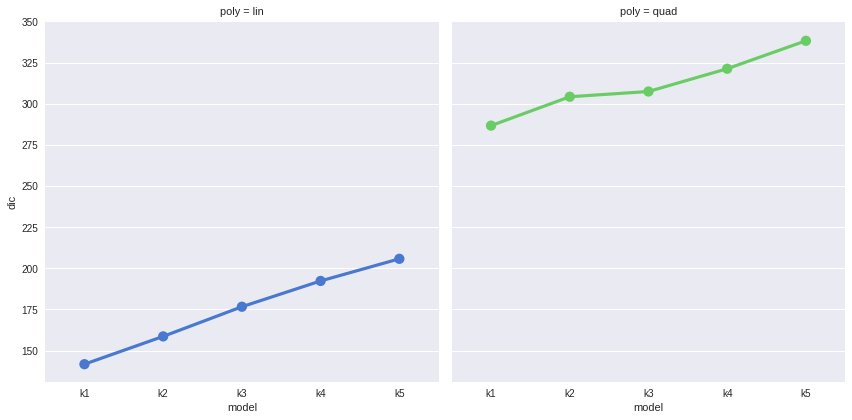 poly = lin
poly = quad
350
325
300
275
250
225
200
175
150
dic
k1 k2 k3 k4 k5
k1 k2 k3 k4 k5
model
model